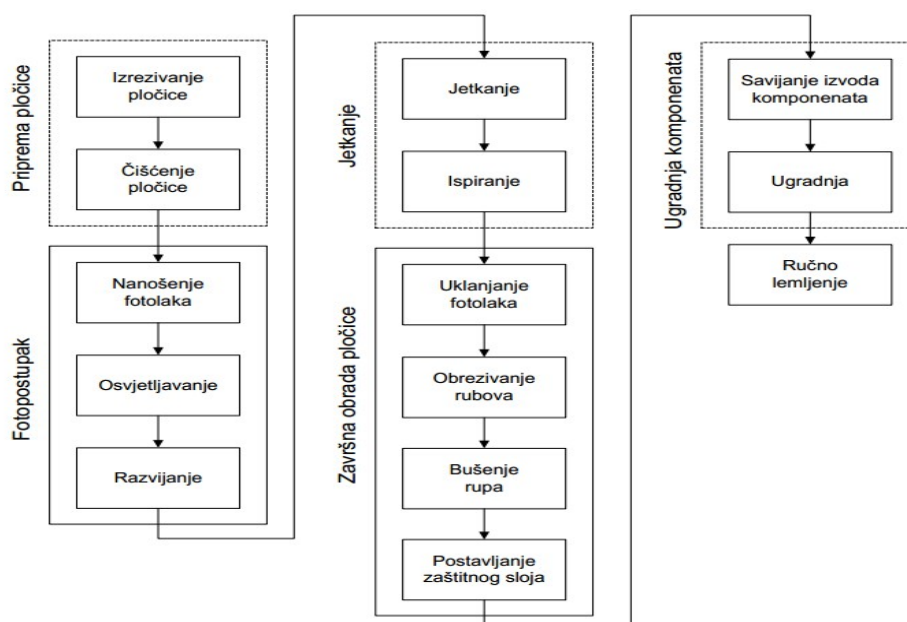 Priprema pločice
Izrezivanje
pločice
Čišćenje
pločice
Fotopostupak
Nanošenje
fotolaka
Osvjetljavanje
Razvijanje
Jetkanje
Jetkanje
Ispiranje
Završna obrada pločice
Uklanjanje
fotolaka
Obrezivanje
rubova
Bušenje
rupa
Postavljanje
zaštitnog sloja
Ugradnja komponenata
Savijanje izvoda
komponenata
Ugradnja
Ručno
lemljenje